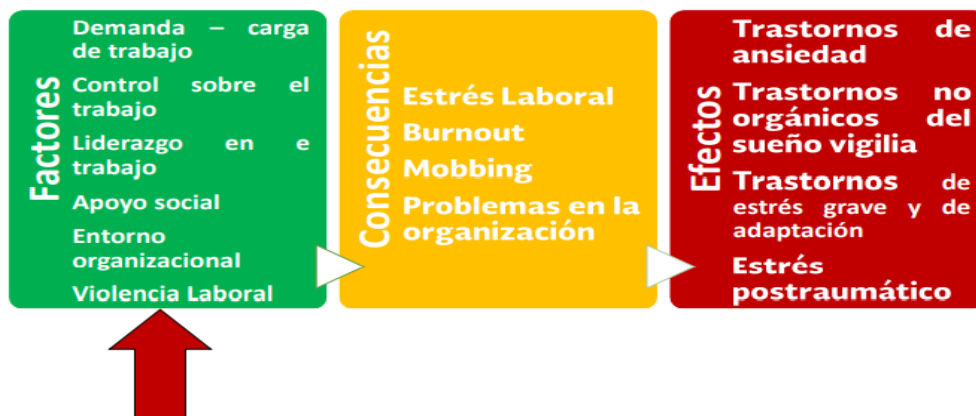 Factores
Demanda – carga
de trabajo
Control sobre el
trabajo
Liderazgo en e
trabajo
Apoyo social
Entorno
organizacional
Violencia Laboral
Consecuencias
Estrés Laboral
Burnout
Mobbing
Problemas en la
organización
Efectos
Trastornos de
ansiedad
Trastornos no
orgánicos del
sueño vigilia
Trastornos de
estrés grave y de
adaptación
Estrés
postraumático